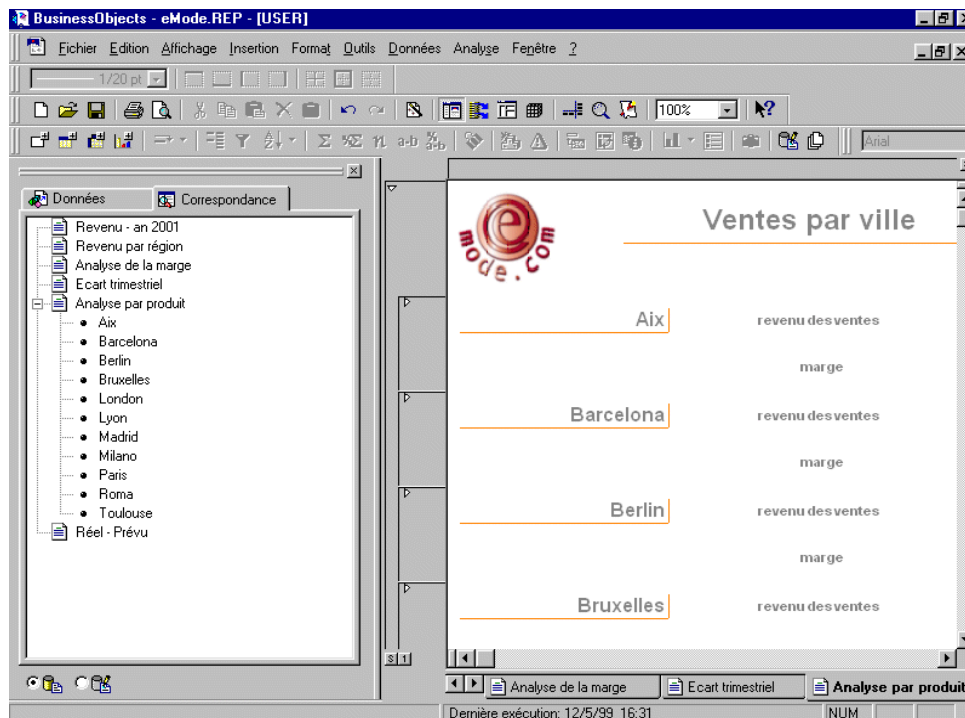 BusinessObjects - eMode.REP - [USER]
Fichier Edition Affichage Insertion Format Outils Données Analyse Fenêtre ?
1/20 pt
100%
Σ %Σ n a-b
Arial
Données Correspondance
Revenu - an 2001
Revenu par région
Analyse de la marge
Ecart trimestriel
Analyse par produit
Aix
Barcelona
Berlin
Bruxelles
London
Lyon
Madrid
Milano
Paris
Roma
Toulouse
Réel - Prévu
e mode.com
Ventes par ville
Aix revenu des ventes
marge
Barcelona revenu des ventes
marge
Berlin revenu des ventes
marge
Bruxelles revenu des ventes
S 1
Analyse de la marge Ecart trimestriel Analyse par produit
Dernière exécution: 12/5/99 16:31 NUM